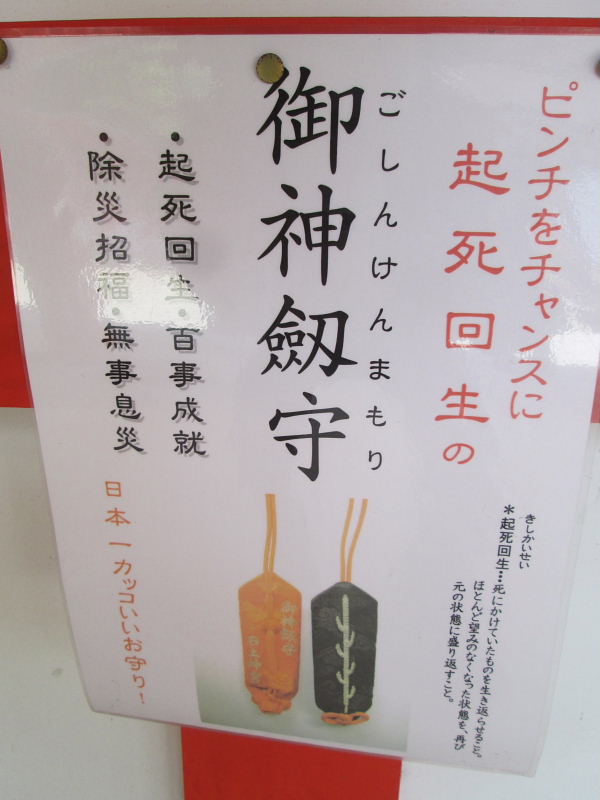 ピンチをチャンスに
起死回生の
ごしんけんまもり
御神劔守
・起死回生・百事成就
・除災招福・無事息災
日本一カッコいいお守り！
きしかいせい
*起死回生…死にかけていたものを生き返らせること。
ほとんど望みのなくなった状態を、再び
元の状態に盛り返すこと。
御神劔守